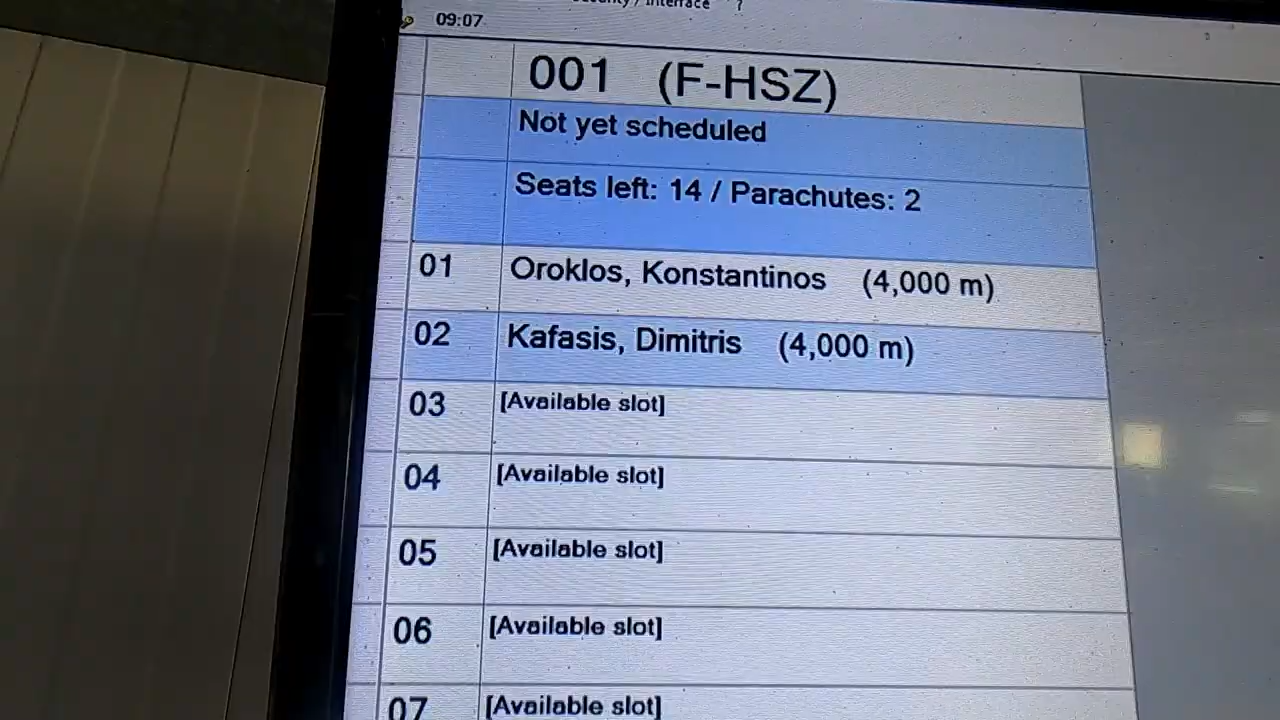 Interface ?
09:07
001 (F-HSZ)
Not yet scheduled
Seats left: 14 / Parachutes: 2
01 Oroklos, Konstantinos (4,000 m)
02 Kafasis, Dimitris (4,000 m)
03 [Available slot]
04 [Available slot]
05 [Available slot]
06 [Available slot]
07 [Available slot]